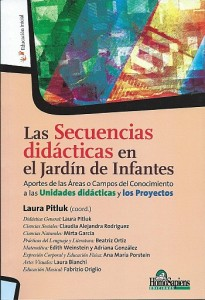 Educación Inicial
Las Secuencias
didácticas en
el Jardín de Infantes
Aportes de las Áreas o Campos del Conocimiento
a las Unidades didácticas y los Proyectos
Laura Pitluk (coord.)
Didáctica General: Laura Pitluk
Ciencias Sociales: Claudia Alejandra Rodríguez
Ciencias Naturales: Mirta García
Prácticas del Lenguaje y Literatura: Beatriz Ortiz
Matemática: Edith Weinstein y Adriana González
Expresión Corporal y Educación Física: Ana María Porstein
Artes Visuales: Laura Bianchi
Educación Musical: Fabrizio Origlio
HomoSapiens
EDICIONES